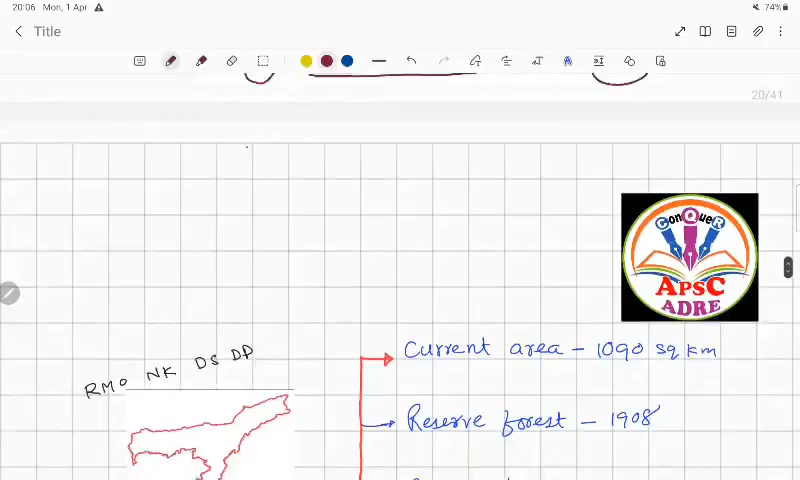 20:06 Mon, 1 Apr
74%
Title
20/41
ConQueR
APSC
ADRE
Current area - 1090 sq km
RMO NK DS DP
Reserve forest - 1908